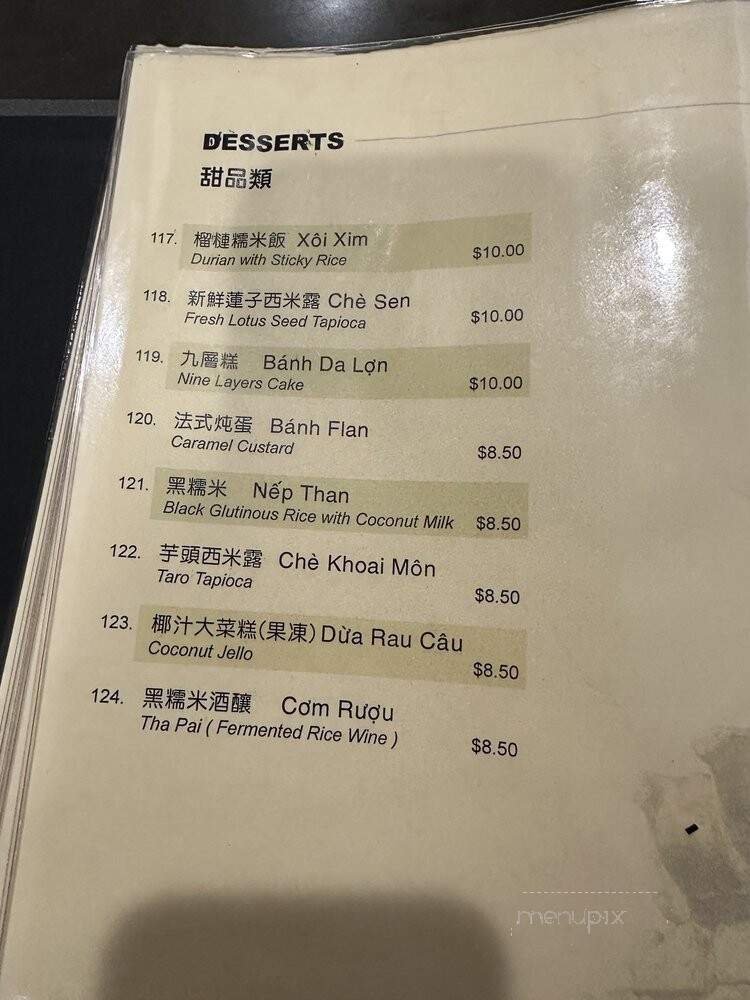 DESSERTS
甜品類
117. 榴槤糯米飯 Xôi Xim
Durian with Sticky Rice $10.00
118. 新鮮蓮子西米露 Chè Sen
Fresh Lotus Seed Tapioca $10.00
119. 九層糕 Bánh Da Lợn
Nine Layers Cake $10.00
120. 法式炖蛋 Bánh Flan
Caramel Custard $8.50
121. 黑糯米 Nếp Than
Black Glutinous Rice with Coconut Milk $8.50
122. 芋頭西米露 Chè Khoai Môn
Taro Tapioca $8.50
123. 椰汁大菜糕(果凍) Dừa Rau Câu
Coconut Jello $8.50
124. 黑糯米酒釀 Cơm Rượu
Tha Pai ( Fermented Rice Wine ) $8.50
menupix